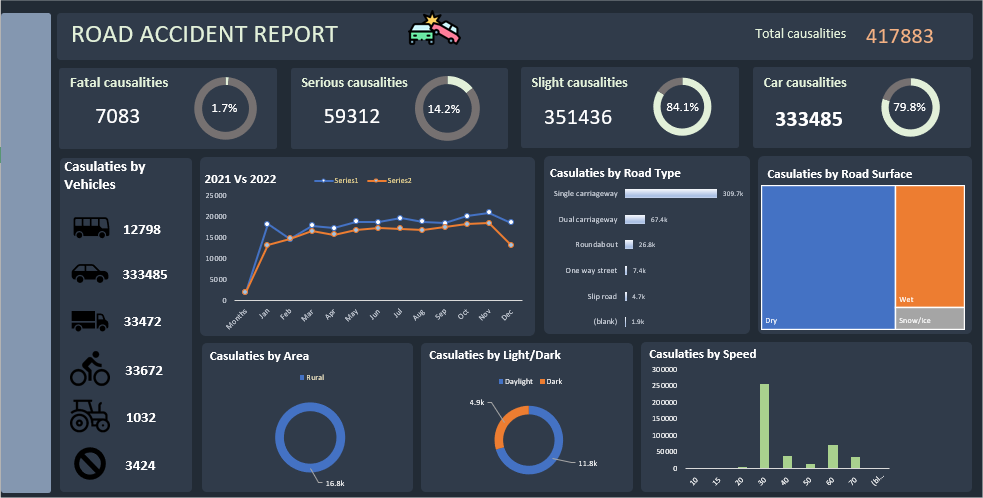 ROAD ACCIDENT REPORT
Total causalities 417883
Fatal causalities
7083
1.7%
Serious causalities
59312
14.2%
Slight causalities
351436
84.1%
Car causalities
333485
79.8%
Casulaties by
Vehicles
12798
333485
33472
33672
1032
3424
2021 Vs 2022
Series1 Series2
25000
20000
15000
10000
5000
0
Months Jan Feb Mar Apr May Jun Jul Aug Sep Oct Nov Dec
Casulaties by Road Type
Single carriageway 309.7k
Dual carriageway 67.4k
Roundabout 26.8k
One way street 7.4k
Slip road 4.7k
(blank) 1.9k
Casulaties by Road Surface
Dry
Wet
Snow/ice
Casulaties by Area
Rural
16.8k
Casulaties by Light/Dark
Daylight Dark
4.9k
11.8k
Casulaties by Speed
300000
250000
200000
150000
100000
50000
0
10 15 20 30 40 50 60 70 (bl...